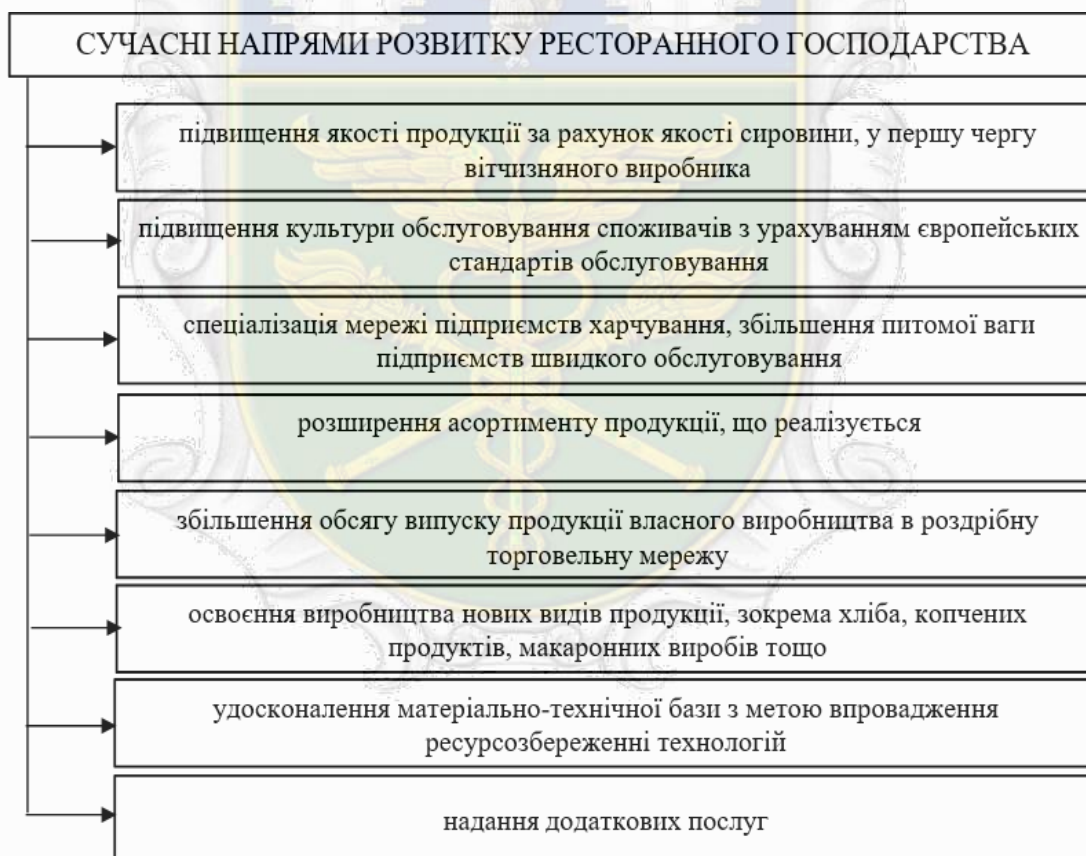 СУЧАСНІ НАПРЯМИ РОЗВИТКУ РЕСТОРАННОГО ГОСПОДАРСТВА
підвищення якості продукції за рахунок якості сировини, у першу чергу
вітчизняного виробника
підвищення культури обслуговування споживачів з урахуванням європейських
стандартів обслуговування
спеціалізація мережі підприємств харчування, збільшення питомої ваги
підприємств швидкого обслуговування
розширення асортименту продукції, що реалізується
збільшення обсягу випуску продукції власного виробництва в роздрібну
торговельну мережу
освоєння виробництва нових видів продукції, зокрема хліба, копчених
продуктів, макаронних виробів тощо
удосконалення матеріально-технічної бази з метою впровадження
ресурсозбереженні технологій
надання додаткових послуг